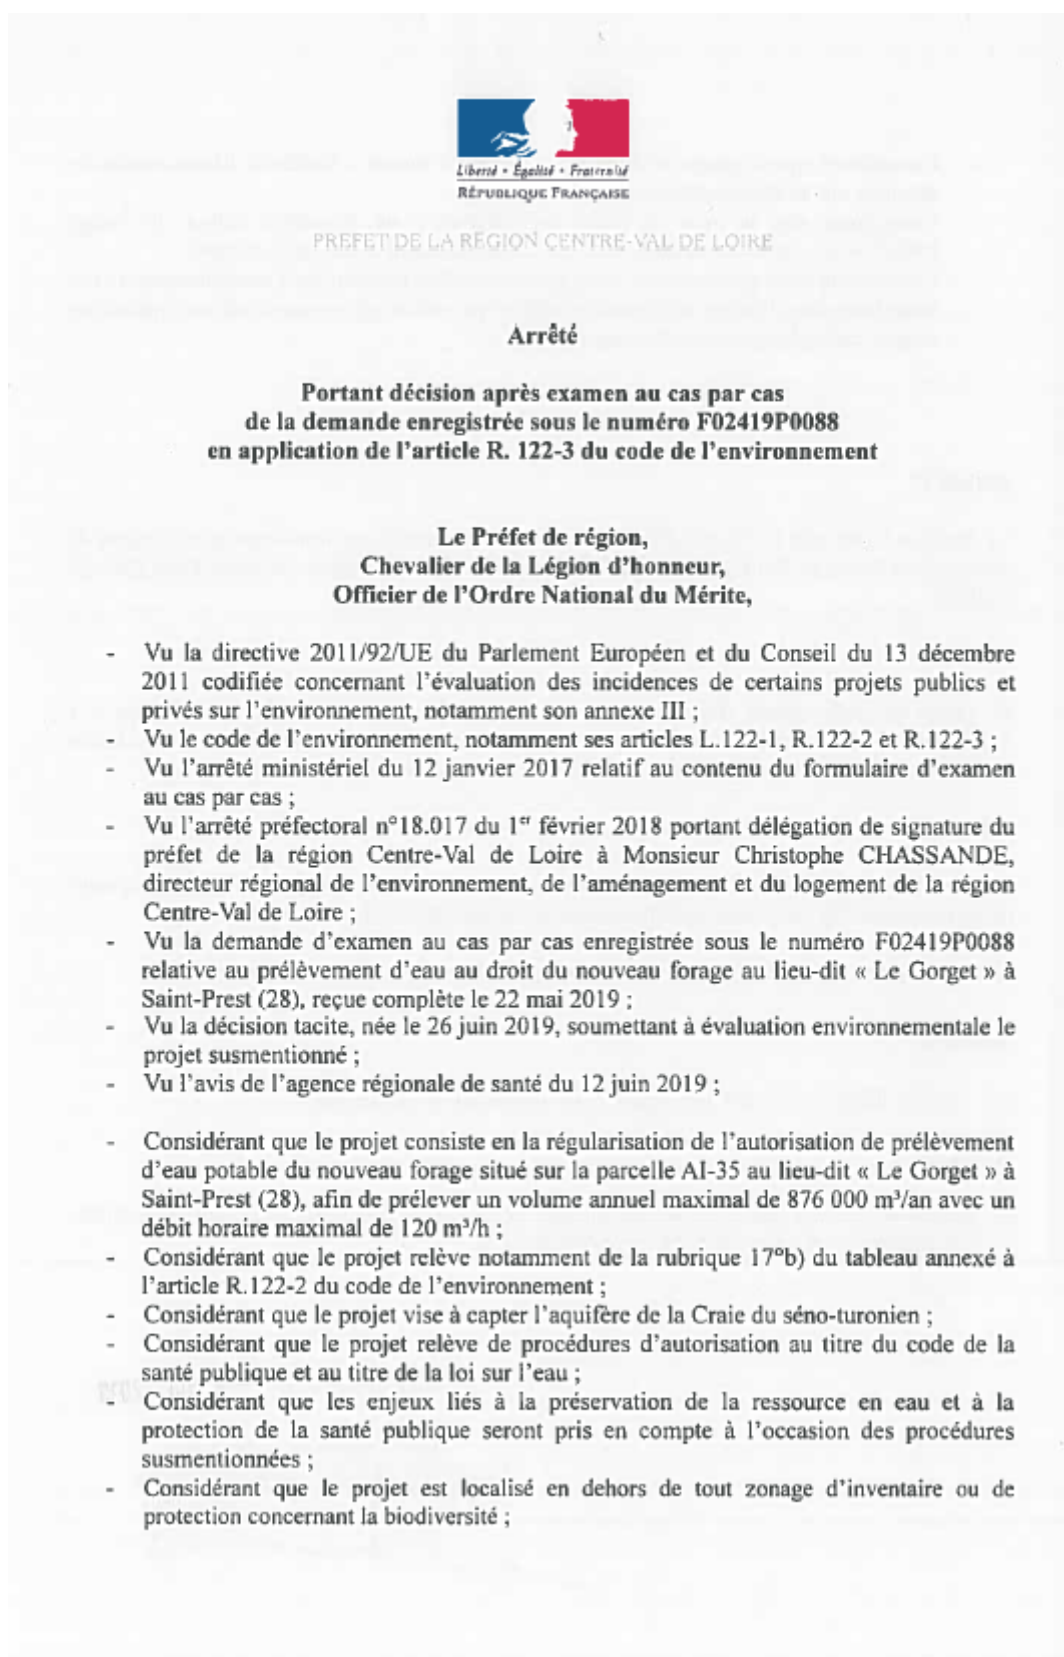 Liberté • Égalité • Fraternité
RÉPUBLIQUE FRANÇAISE
PREFET DE LA RÉGION CENTRE-VAL DE LOIRE
Arrêté
Portant décision après examen au cas par cas
de la demande enregistrée sous le numéro F02419P0088
en application de l'article R. 122-3 du code de l'environnement
Le Préfet de région,
Chevalier de la Légion d'honneur,
Officier de l'Ordre National du Mérite,
- Vu la directive 2011/92/UE du Parlement Européen et du Conseil du 13 décembre
2011 codifiée concernant l'évaluation des incidences de certains projets publics et
privés sur l'environnement, notamment son annexe III ;
- Vu le code de l'environnement, notamment ses articles L.122-1, R.122-2 et R.122-3 ;
- Vu l'arrêté ministériel du 12 janvier 2017 relatif au contenu du formulaire d'examen
au cas par cas ;
- Vu l'arrêté préfectoral n°18.017 du 1er février 2018 portant délégation de signature du
préfet de la région Centre-Val de Loire à Monsieur Christophe CHASSANDE,
directeur régional de l'environnement, de l'aménagement et du logement de la région
Centre-Val de Loire ;
- Vu la demande d'examen au cas par cas enregistrée sous le numéro F02419P0088
relative au prélèvement d'eau au droit du nouveau forage au lieu-dit « Le Gorget » à
Saint-Prest (28), reçue complète le 22 mai 2019 ;
- Vu la décision tacite, née le 26 juin 2019, soumettant à évaluation environnementale le
projet susmentionné ;
- Vu l'avis de l'agence régionale de santé du 12 juin 2019 ;
- Considérant que le projet consiste en la régularisation de l'autorisation de prélèvement
d'eau potable du nouveau forage situé sur la parcelle AI-35 au lieu-dit « Le Gorget » à
Saint-Prest (28), afin de prélever un volume annuel maximal de 876 000 m³/an avec un
débit horaire maximal de 120 m³/h ;
- Considérant que le projet relève notamment de la rubrique 17°b) du tableau annexé à
l'article R.122-2 du code de l'environnement ;
- Considérant que le projet vise à capter l'aquifère de la Craie du séno-turonien ;
- Considérant que le projet relève de procédures d'autorisation au titre du code de la
santé publique et au titre de la loi sur l'eau ;
- Considérant que les enjeux liés à la préservation de la ressource en eau et à la
protection de la santé publique seront pris en compte à l'occasion des procédures
susmentionnées ;
- Considérant que le projet est localisé en dehors de tout zonage d'inventaire ou de
protection concernant la biodiversité ;